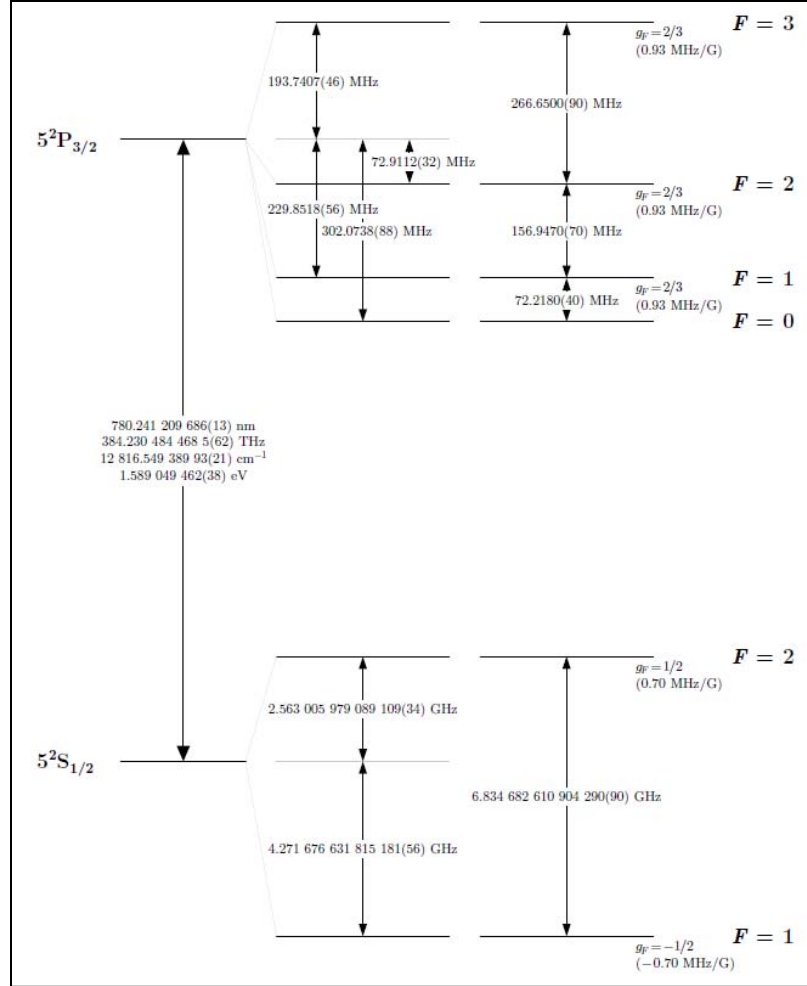 F = 3
g_F = 2/3
(0.93 MHz/G)
193.7407(46) MHz
266.6500(90) MHz
5²P₃/₂
72.9112(32) MHz
F = 2
g_F = 2/3
(0.93 MHz/G)
229.8518(56) MHz
302.0738(88) MHz
156.9470(70) MHz
F = 1
g_F = 2/3
(0.93 MHz/G)
72.2180(40) MHz
F = 0
780.241 209 686(13) nm
384.230 484 468 5(62) THz
12 816.549 389 93(21) cm⁻¹
1.589 049 462(38) eV
F = 2
g_F = 1/2
(0.70 MHz/G)
2.563 005 979 089 109(34) GHz
5²S₁/₂
6.834 682 610 904 290(90) GHz
4.271 676 631 815 181(56) GHz
F = 1
g_F = −1/2
(−0.70 MHz/G)